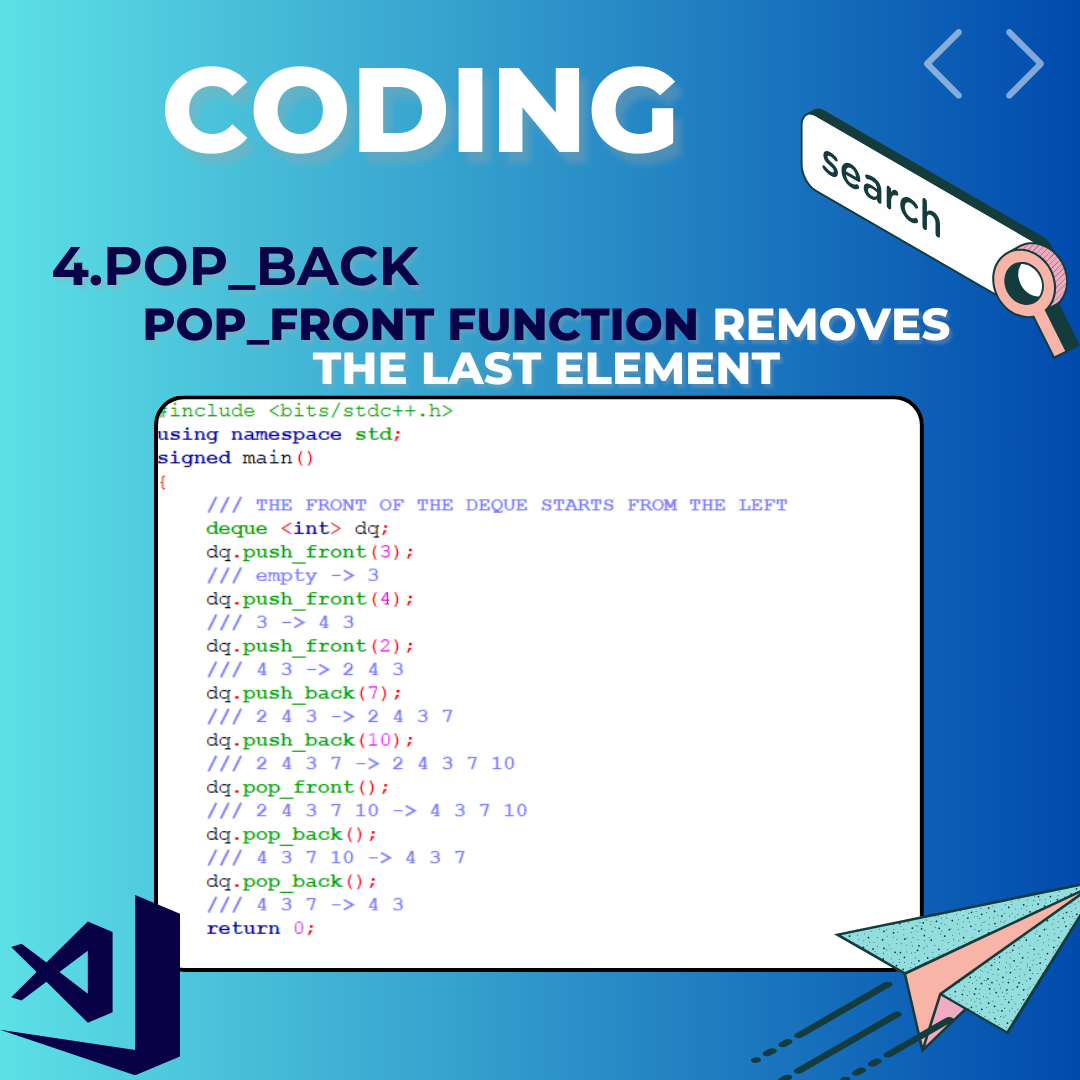 CODING
search
4.POP_BACK
POP_FRONT FUNCTION REMOVES
THE LAST ELEMENT
#include <bits/stdc++.h>
using namespace std;
signed main()
{
    /// THE FRONT OF THE DEQUE STARTS FROM THE LEFT
    deque <int> dq;
    dq.push_front(3);
    /// empty -> 3
    dq.push_front(4);
    /// 3 -> 4 3
    dq.push_front(2);
    /// 4 3 -> 2 4 3
    dq.push_back(7);
    /// 2 4 3 -> 2 4 3 7
    dq.push_back(10);
    /// 2 4 3 7 -> 2 4 3 7 10
    dq.pop_front();
    /// 2 4 3 7 10 -> 4 3 7 10
    dq.pop_back();
    /// 4 3 7 10 -> 4 3 7
    dq.pop_back();
    /// 4 3 7 -> 4 3
    return 0;